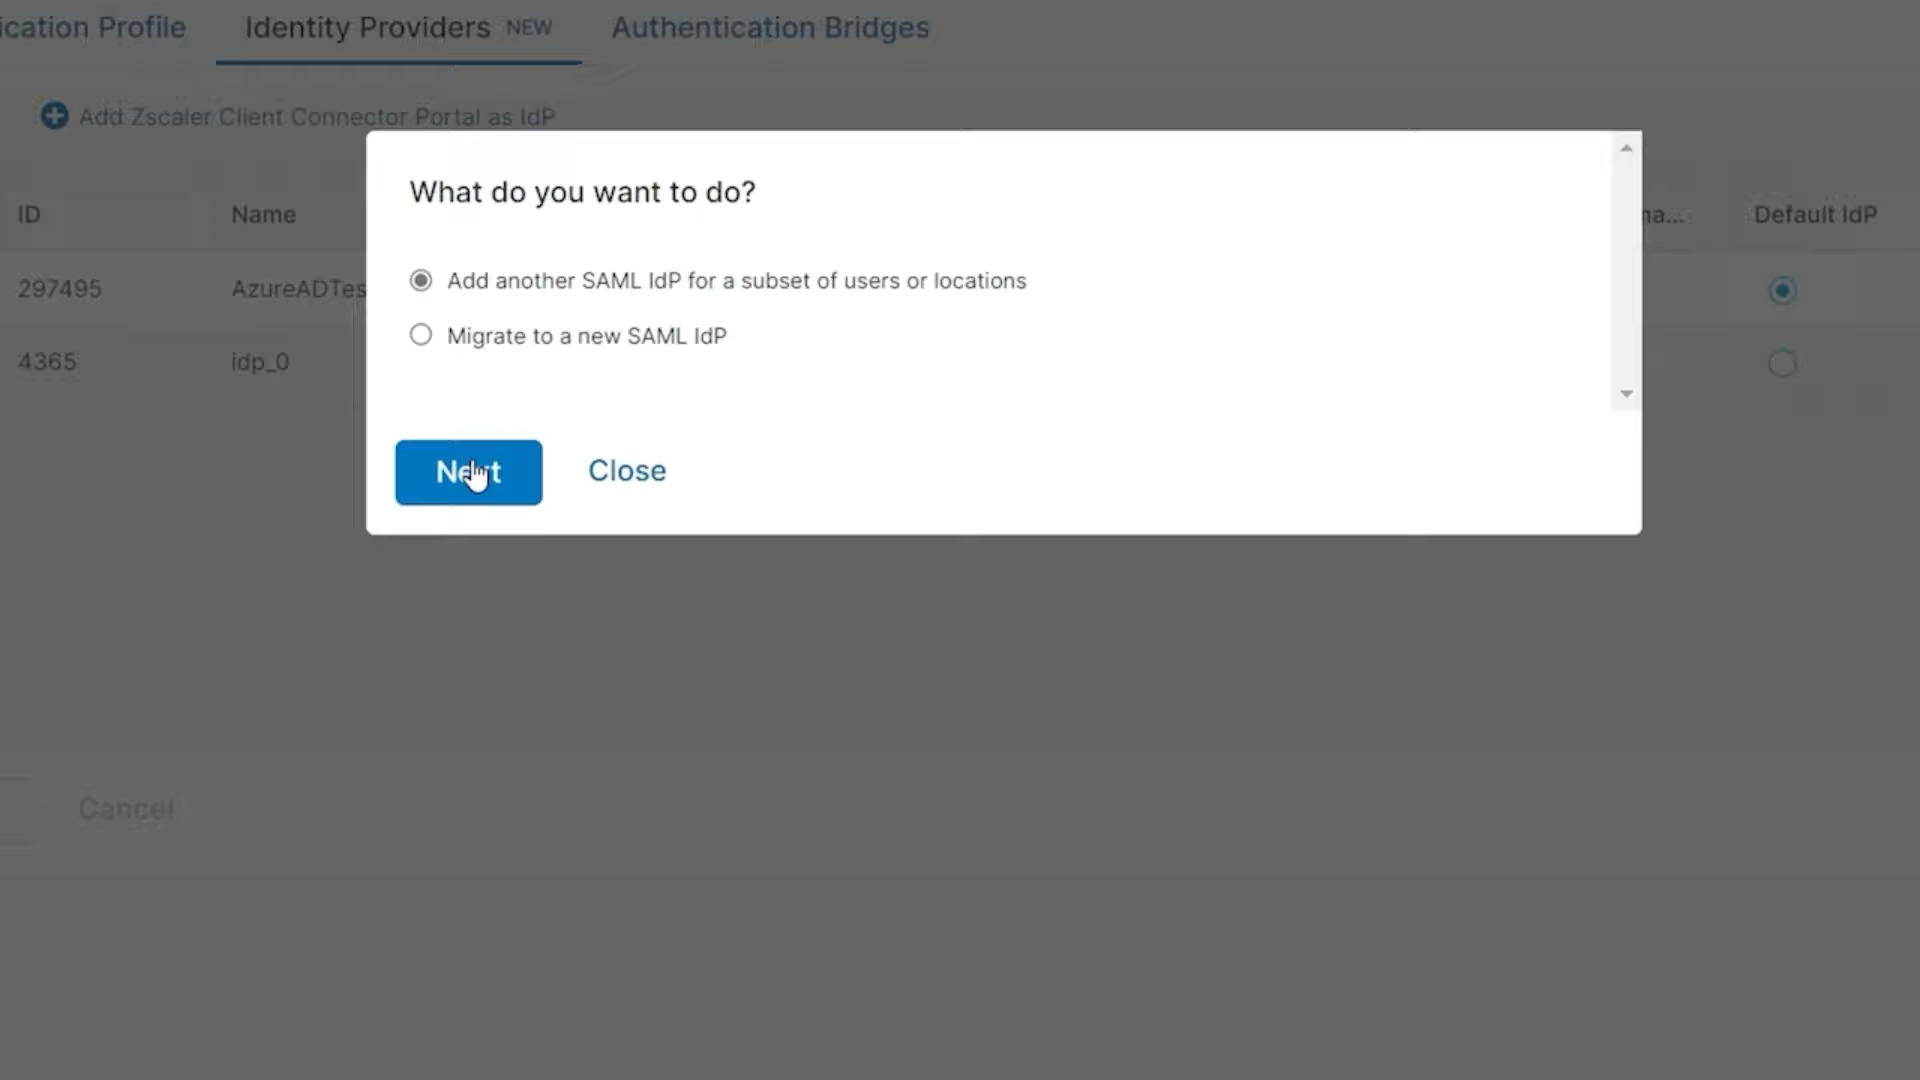 ication Profile
Identity Providers NEW
Authentication Bridges
Add Zscaler Client Connector Portal as IdP
ID
Name
na...
Default IdP
297495
AzureADTes
4365
idp_0
What do you want to do?
Add another SAML IdP for a subset of users or locations
Migrate to a new SAML IdP
Next
Close
Cancel